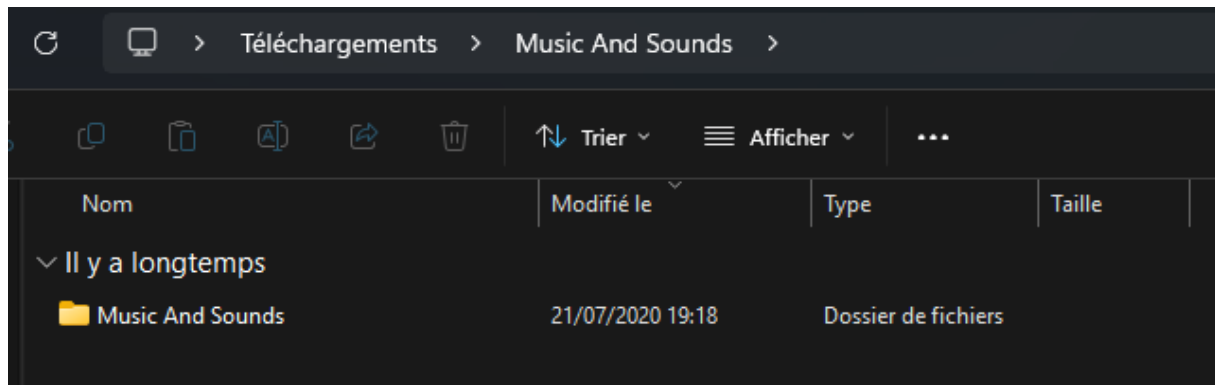 Téléchargements > Music And Sounds >
Trier Afficher ...
Nom Modifié le Type Taille
Il y a longtemps
Music And Sounds 21/07/2020 19:18 Dossier de fichiers